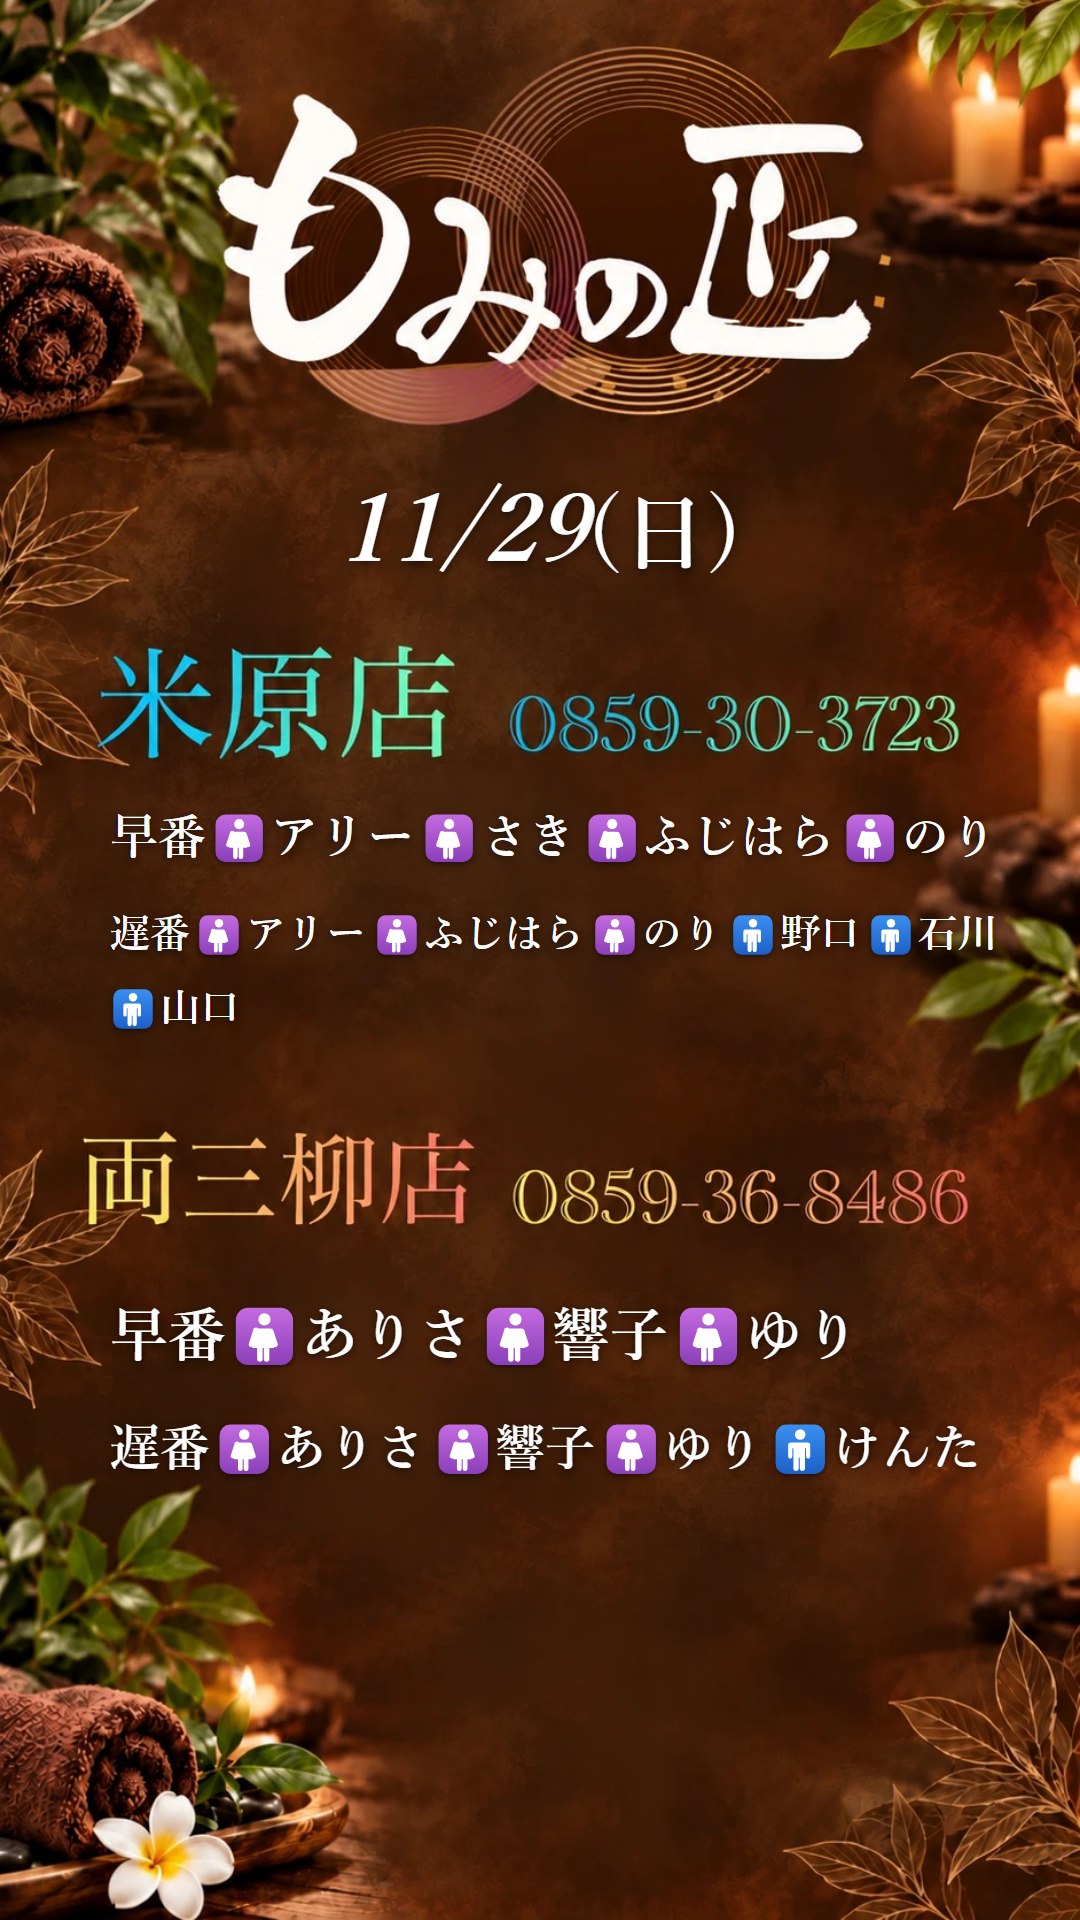 もみの匠
11/29(日)
米原店 0859-30-3723
早番🚺アリー🚺さき🚺ふじはら🚺のり
遅番🚺アリー🚺ふじはら🚺のり🚹野口🚹石川
🚹山口
両三柳店 0859-36-8486
早番🚺ありさ🚺響子🚺ゆり
遅番🚺ありさ🚺響子🚺ゆり🚹けんた